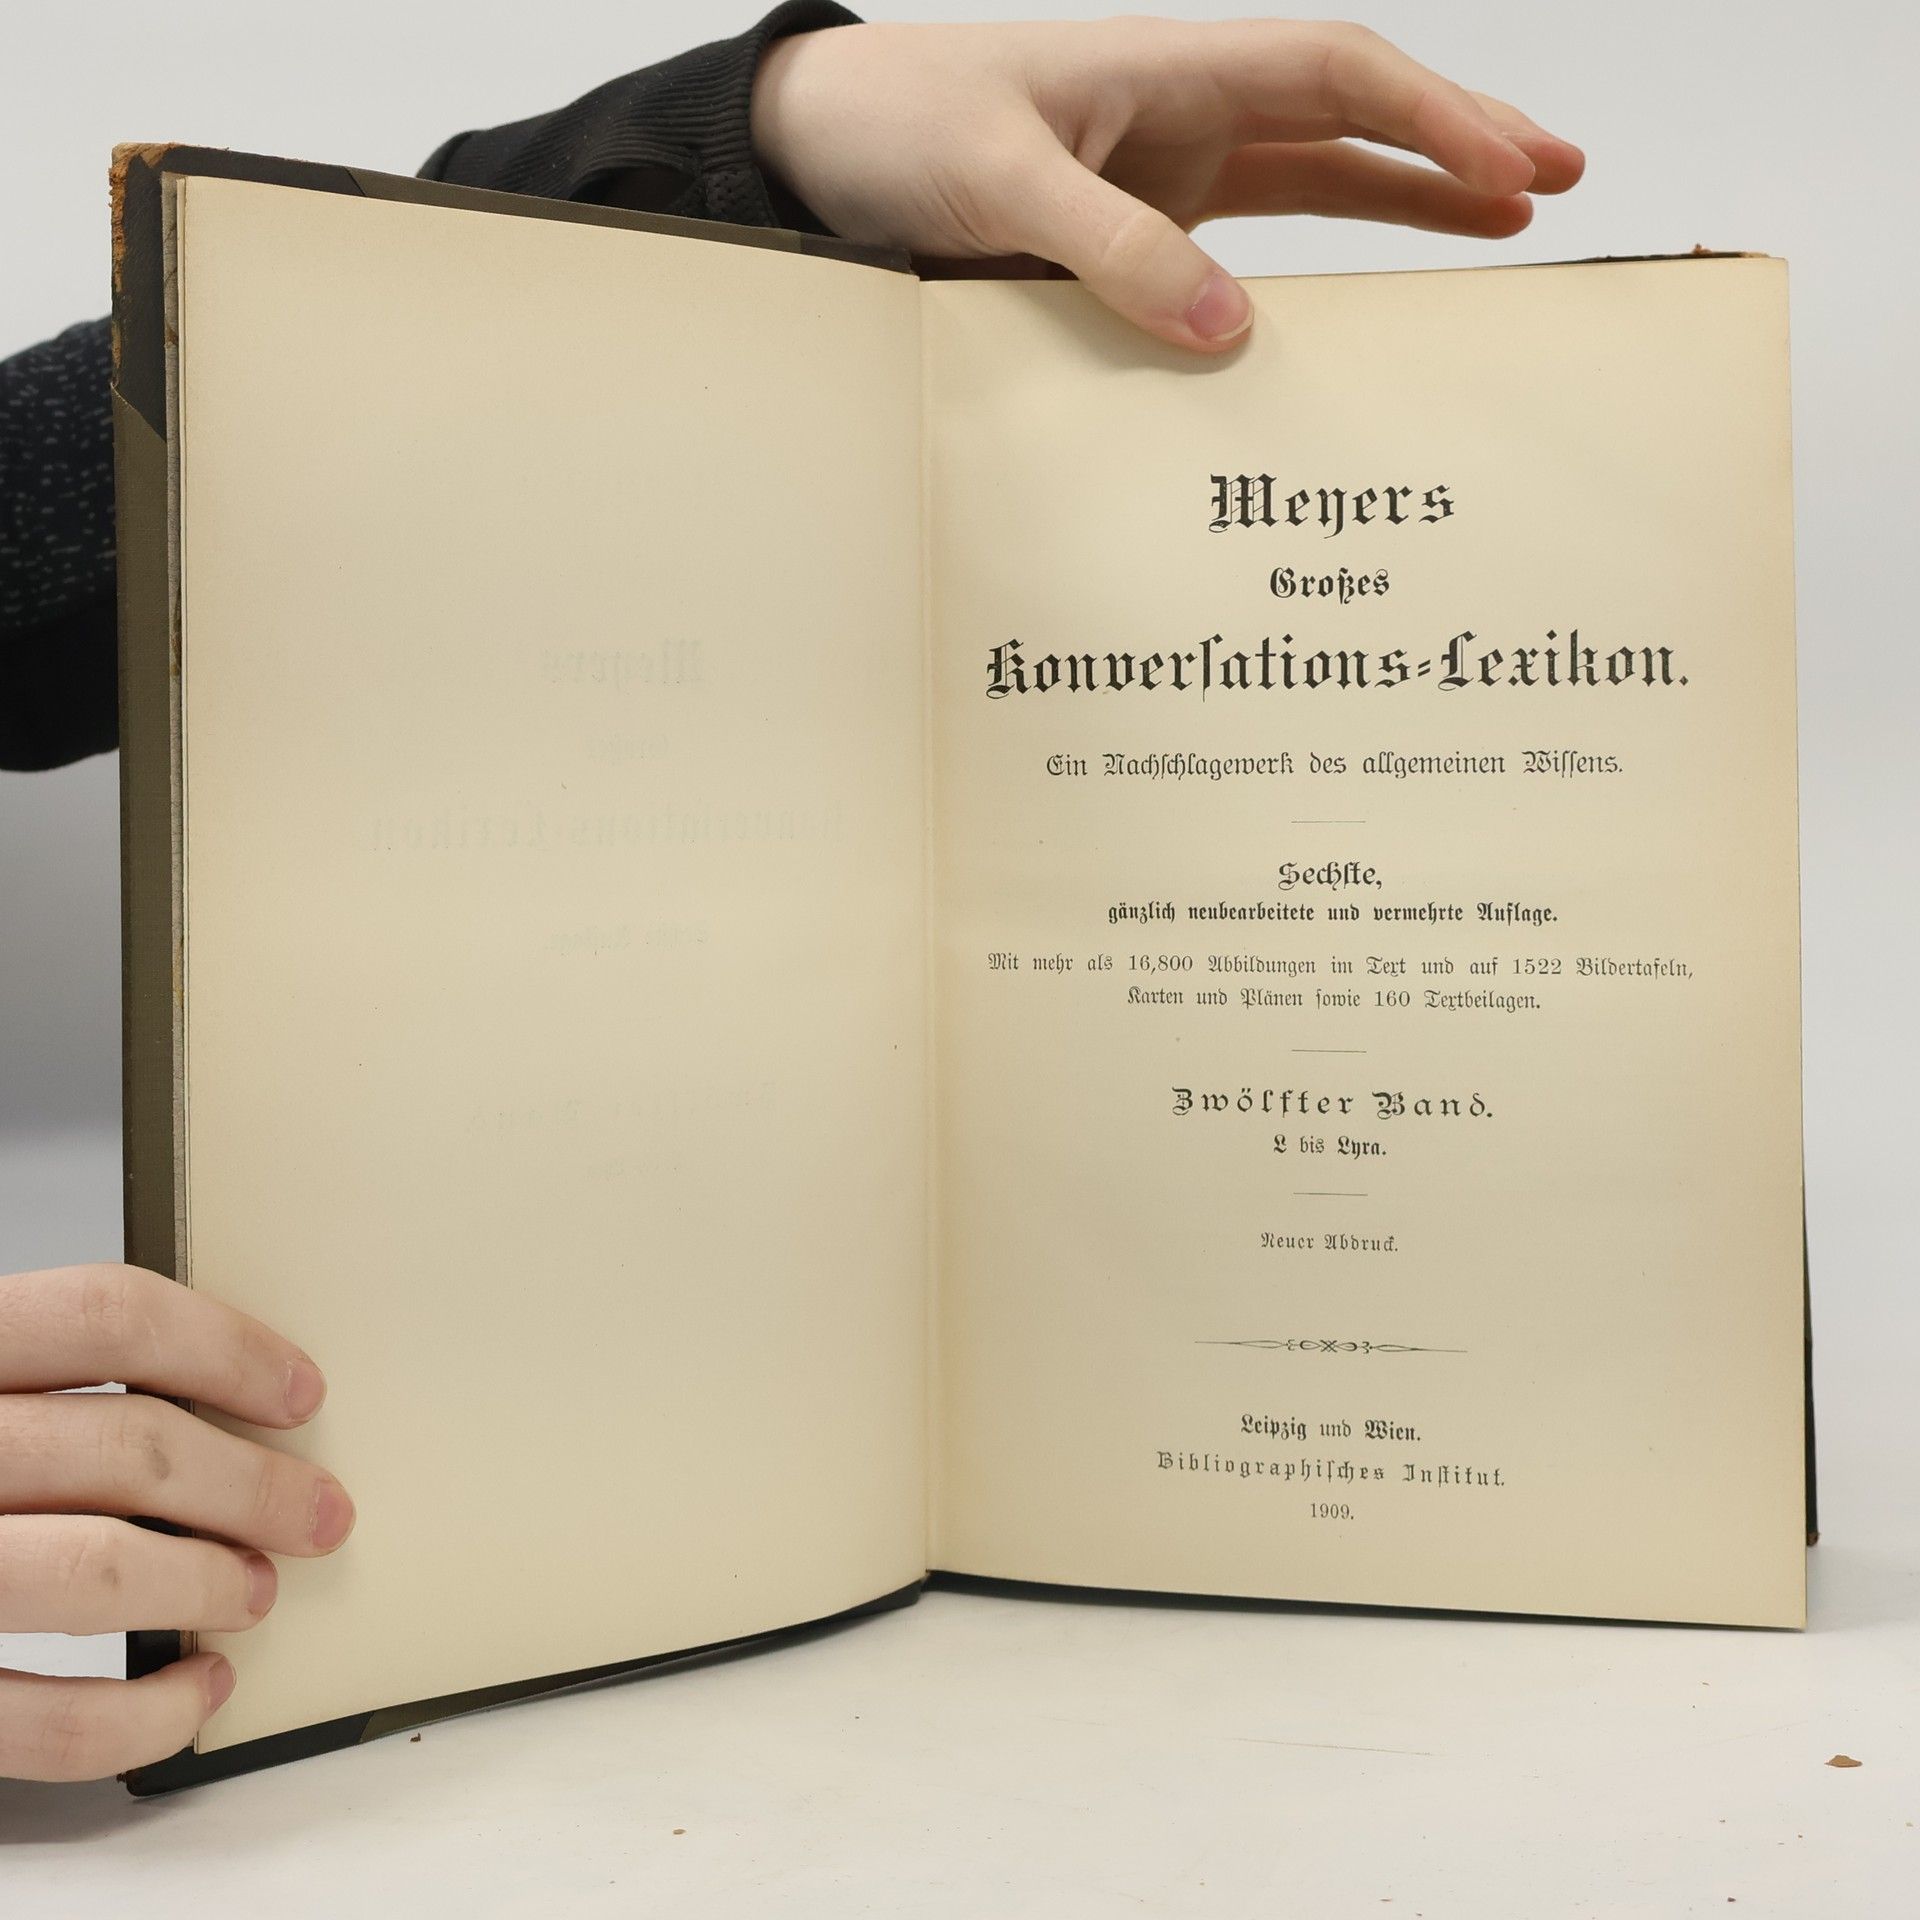 Meyers
Großes
Konverſations-Lexikon.
Ein Nachſchlagewerk des allgemeinen Wiſſens.
Sechſte,
gänzlich neubearbeitete und vermehrte Auflage.
Mit mehr als 16,800 Abbildungen im Text und auf 1522 Bildertafeln,
Karten und Plänen ſowie 160 Textbeilagen.
Zwölfter Band.
L bis Lyra.
Neuer Abdruck.
Leipzig und Wien.
Bibliographiſches Inſtitut.
1909.